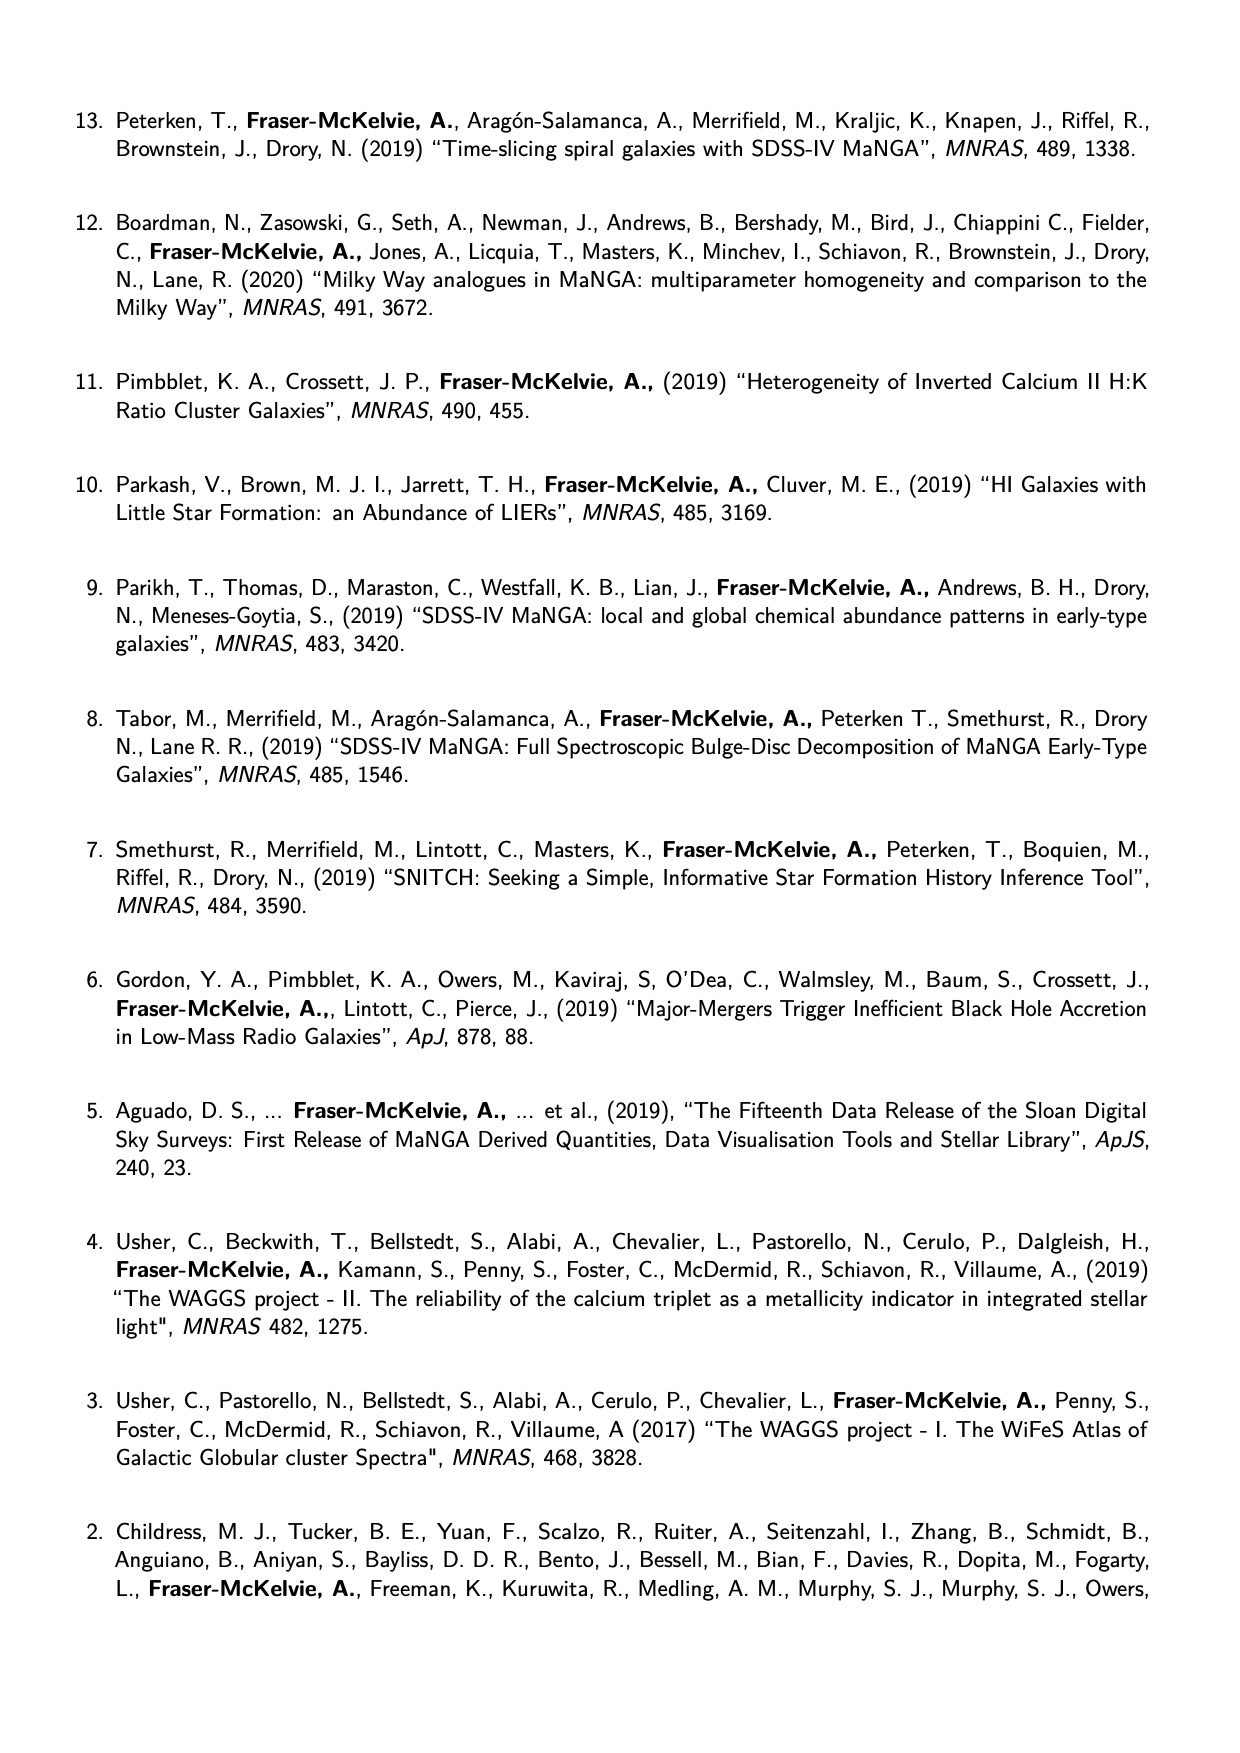 13. Peterken, T., Fraser-McKelvie, A., Aragón-Salamanca, A., Merrifield, M., Kraljic, K., Knapen, J., Riffel, R.,
Brownstein, J., Drory, N. (2019) “Time-slicing spiral galaxies with SDSS-IV MaNGA”, MNRAS, 489, 1338.
12. Boardman, N., Zasowski, G., Seth, A., Newman, J., Andrews, B., Bershady, M., Bird, J., Chiappini C., Fielder,
C., Fraser-McKelvie, A., Jones, A., Licquia, T., Masters, K., Minchev, I., Schiavon, R., Brownstein, J., Drory,
N., Lane, R. (2020) “Milky Way analogues in MaNGA: multiparameter homogeneity and comparison to the
Milky Way”, MNRAS, 491, 3672.
11. Pimbblet, K. A., Crossett, J. P., Fraser-McKelvie, A., (2019) “Heterogeneity of Inverted Calcium II H:K
Ratio Cluster Galaxies”, MNRAS, 490, 455.
10. Parkash, V., Brown, M. J. I., Jarrett, T. H., Fraser-McKelvie, A., Cluver, M. E., (2019) “HI Galaxies with
Little Star Formation: an Abundance of LIERs”, MNRAS, 485, 3169.
9. Parikh, T., Thomas, D., Maraston, C., Westfall, K. B., Lian, J., Fraser-McKelvie, A., Andrews, B. H., Drory,
N., Meneses-Goytia, S., (2019) “SDSS-IV MaNGA: local and global chemical abundance patterns in early-type
galaxies”, MNRAS, 483, 3420.
8. Tabor, M., Merrifield, M., Aragón-Salamanca, A., Fraser-McKelvie, A., Peterken T., Smethurst, R., Drory
N., Lane R. R., (2019) “SDSS-IV MaNGA: Full Spectroscopic Bulge-Disc Decomposition of MaNGA Early-Type
Galaxies”, MNRAS, 485, 1546.
7. Smethurst, R., Merrifield, M., Lintott, C., Masters, K., Fraser-McKelvie, A., Peterken, T., Boquien, M.,
Riffel, R., Drory, N., (2019) “SNITCH: Seeking a Simple, Informative Star Formation History Inference Tool”,
MNRAS, 484, 3590.
6. Gordon, Y. A., Pimbblet, K. A., Owers, M., Kaviraj, S, O’Dea, C., Walmsley, M., Baum, S., Crossett, J.,
Fraser-McKelvie, A.,, Lintott, C., Pierce, J., (2019) “Major-Mergers Trigger Inefficient Black Hole Accretion
in Low-Mass Radio Galaxies”, ApJ, 878, 88.
5. Aguado, D. S., ... Fraser-McKelvie, A., ... et al., (2019), “The Fifteenth Data Release of the Sloan Digital
Sky Surveys: First Release of MaNGA Derived Quantities, Data Visualisation Tools and Stellar Library”, ApJS,
240, 23.
4. Usher, C., Beckwith, T., Bellstedt, S., Alabi, A., Chevalier, L., Pastorello, N., Cerulo, P., Dalgleish, H.,
Fraser-McKelvie, A., Kamann, S., Penny, S., Foster, C., McDermid, R., Schiavon, R., Villaume, A., (2019)
“The WAGGS project - II. The reliability of the calcium triplet as a metallicity indicator in integrated stellar
light", MNRAS 482, 1275.
3. Usher, C., Pastorello, N., Bellstedt, S., Alabi, A., Cerulo, P., Chevalier, L., Fraser-McKelvie, A., Penny, S.,
Foster, C., McDermid, R., Schiavon, R., Villaume, A (2017) “The WAGGS project - I. The WiFeS Atlas of
Galactic Globular cluster Spectra", MNRAS, 468, 3828.
2. Childress, M. J., Tucker, B. E., Yuan, F., Scalzo, R., Ruiter, A., Seitenzahl, I., Zhang, B., Schmidt, B.,
Anguiano, B., Aniyan, S., Bayliss, D. D. R., Bento, J., Bessell, M., Bian, F., Davies, R., Dopita, M., Fogarty,
L., Fraser-McKelvie, A., Freeman, K., Kuruwita, R., Medling, A. M., Murphy, S. J., Murphy, S. J., Owers,